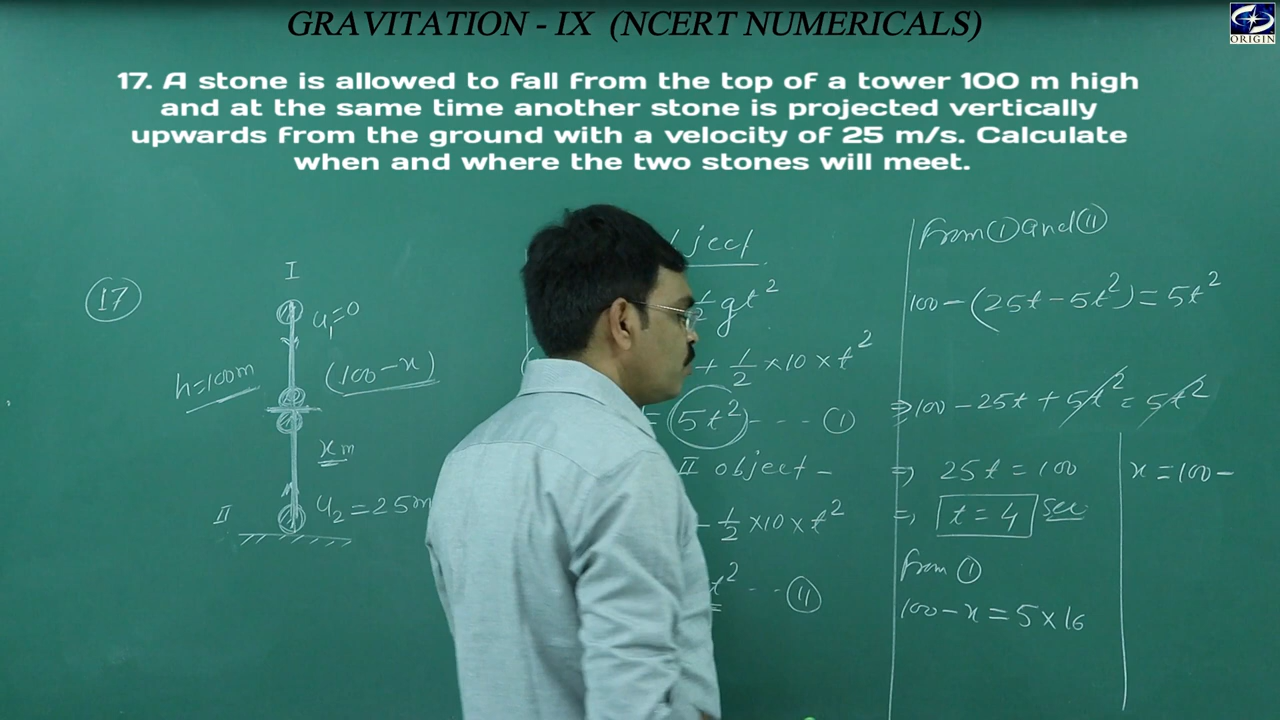 GRAVITATION - IX (NCERT NUMERICALS)
ORIGIN
17. A stone is allowed to fall from the top of a tower 100 m high
and at the same time another stone is projected vertically
upwards from the ground with a velocity of 25 m/s. Calculate
when and where the two stones will meet.
17
I
u₁=0
h=100m
(100-x)
x m
II
u₂=25m
ject
gt²
+ 1/2 ×10×t²
= 5t² ---- I
II object -
- 1/2 ×10×t²
t² -- II
From I and II
100-(25t-5t²)=5t²
⇒100-25t+5t²=5t²
⇒ 25t=100
⇒ t=4 sec
From I
100-x=5×16
x=100-